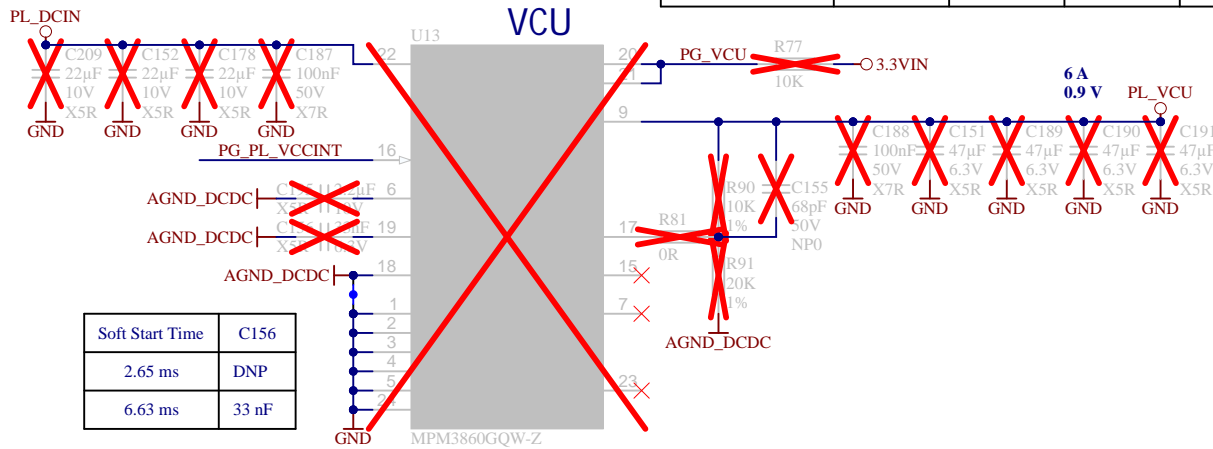 VCU
PL_DCIN
C209
22µF
10V
X5R
GND
C152
22µF
10V
X5R
GND
C178
22µF
10V
X5R
GND
C187
100nF
50V
X7R
GND
U13
22
16
6
19
18
1
2
3
4
5
24
20
21
9
17
15
7
23
MPM3860GQW-Z
PG_VCU
R77
10K
3.3VIN
6 A
0.9 V
PL_VCU
PG_PL_VCCINT
AGND_DCDC
AGND_DCDC
AGND_DCDC
GND
R81
0R
R90
10K
1%
R91
20K
1%
AGND_DCDC
C155
68pF
50V
NP0
C188
100nF
50V
X7R
GND
C151
47µF
6.3V
X5R
GND
C189
47µF
6.3V
X5R
GND
C190
47µF
6.3V
X5R
GND
C191
47µF
6.3V
X5R
GND
Soft Start Time C156
2.65 ms DNP
6.63 ms 33 nF